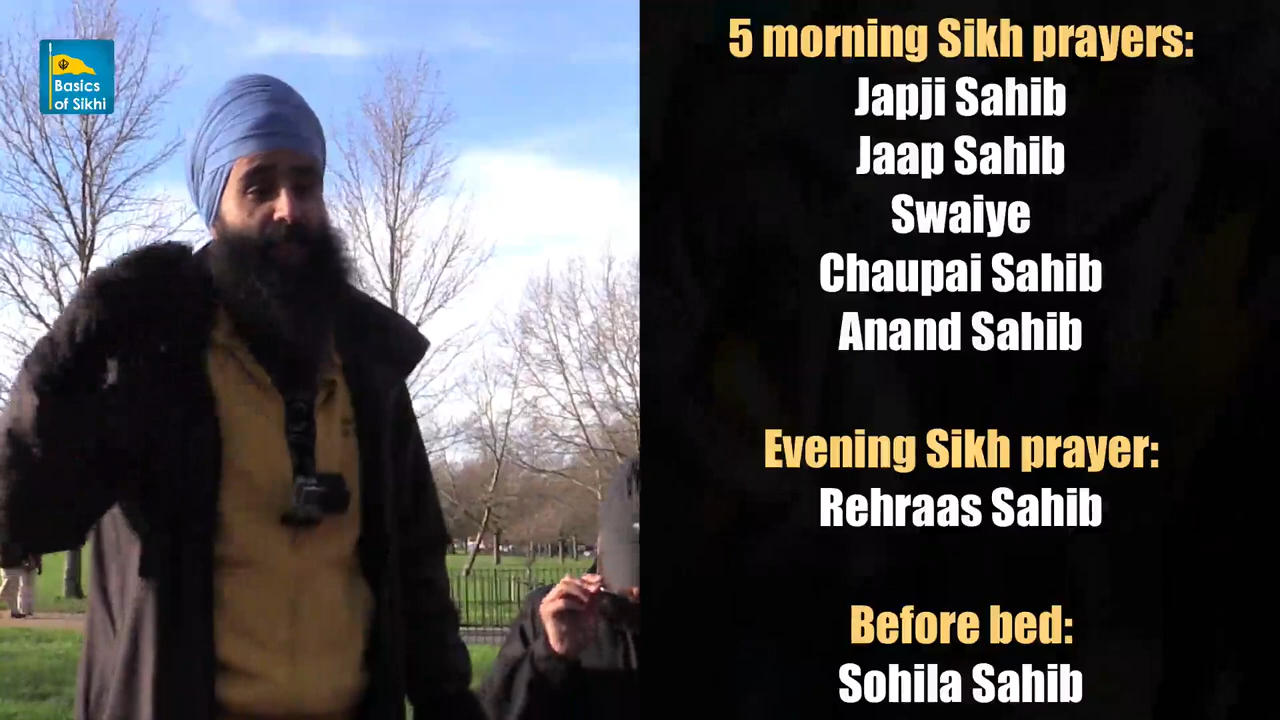 Basics
of Sikhi
5 morning Sikh prayers:
Japji Sahib
Jaap Sahib
Swaiye
Chaupai Sahib
Anand Sahib
Evening Sikh prayer:
Rehraas Sahib
Before bed:
Sohila Sahib